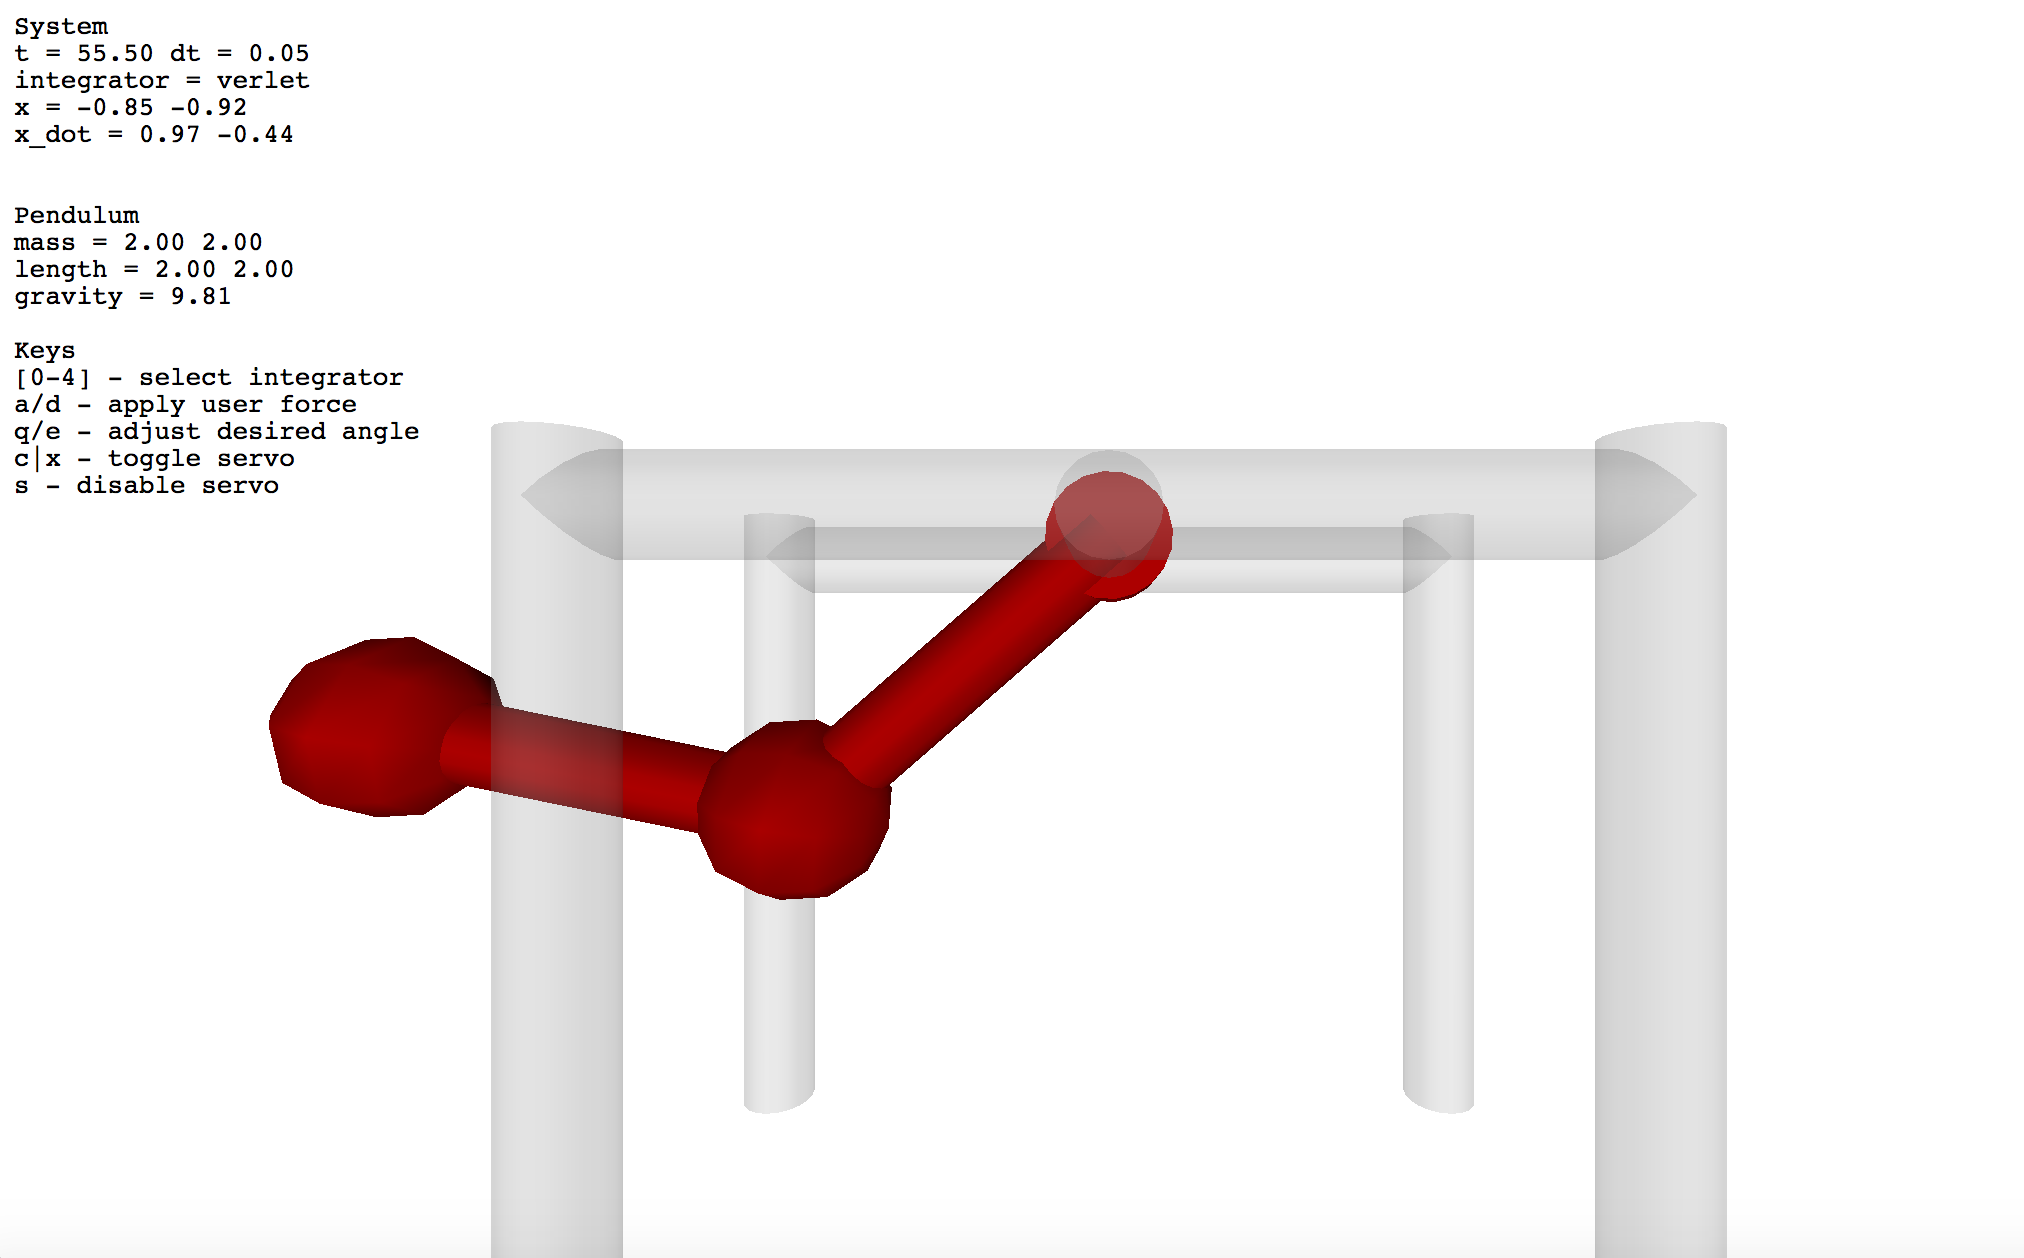 System
t = 55.50 dt = 0.05
integrator = verlet
x = -0.85 -0.92
x_dot = 0.97 -0.44
Pendulum
mass = 2.00 2.00
length = 2.00 2.00
gravity = 9.81
Keys
[0-4] - select integrator
a/d - apply user force
q/e - adjust desired angle
c|x - toggle servo
s - disable servo